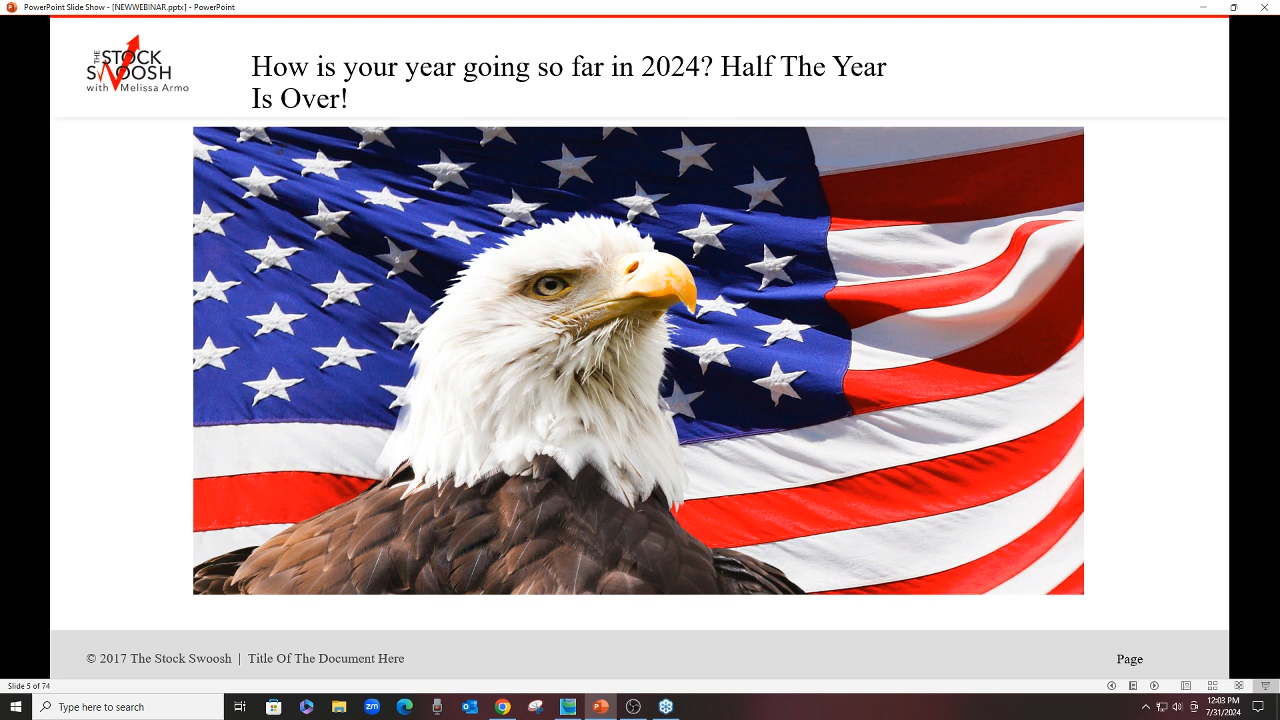 PowerPoint Slide Show - [NEWWEBINAR.pptx] - PowerPoint
THE
STOCK
SWOOSH
with Melissa Armo
How is your year going so far in 2024? Half The Year
Is Over!
© 2017 The Stock Swoosh | Title Of The Document Here
Page
Slide 5 of 74
Type here to search
zm
12:03 PM
7/31/2024